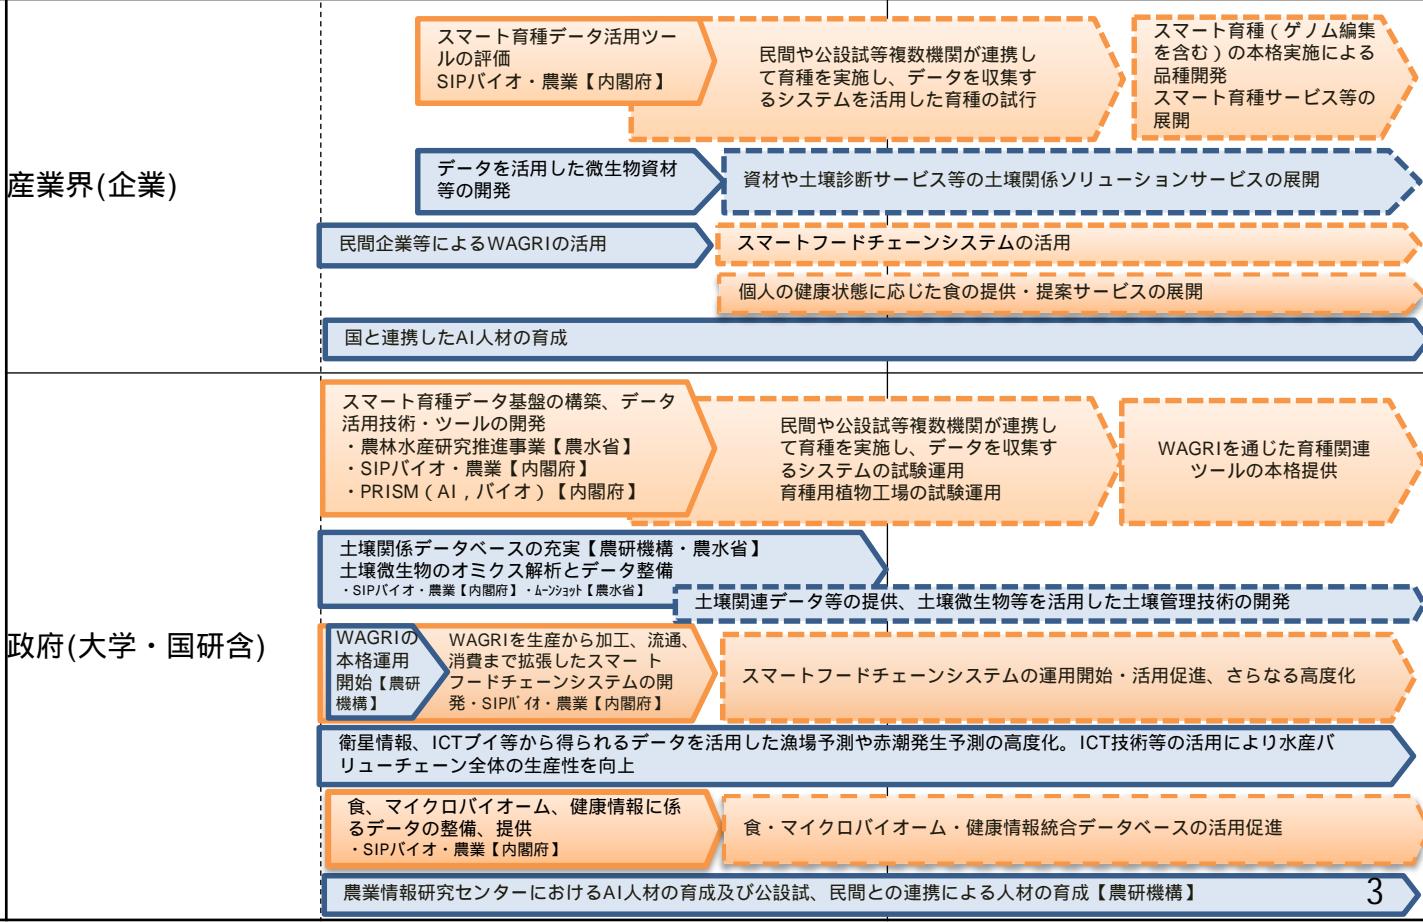 産業界(企業)
スマート育種データ活用ツー
ルの評価
SIPバイオ・農業【内閣府】
民間や公設試等複数機関が連携し
て育種を実施し、データを収集す
るシステムを活用した育種の試行
スマート育種（ゲノム編集
を含む）の本格実施による
品種開発
スマート育種サービス等の
展開
データを活用した微生物資材
等の開発
資材や土壌診断サービス等の土壌関係ソリューションサービスの展開
民間企業等によるWAGRIの活用
スマートフードチェーンシステムの活用
個人の健康状態に応じた食の提供・提案サービスの展開
国と連携したAI人材の育成
政府(大学・国研含)
スマート育種データ基盤の構築、データ
活用技術・ツールの開発
・農林水産研究推進事業【農水省】
・SIPバイオ・農業【内閣府】
・PRISM（AI，バイオ）【内閣府】
民間や公設試等複数機関が連携し
て育種を実施し、データを収集す
るシステムの試験運用
育種用植物工場の試験運用
WAGRIを通じた育種関連
ツールの本格提供
土壌関係データベースの充実【農研機構・農水省】
土壌微生物のオミクス解析とデータ整備
・SIPバイオ・農業【内閣府】・ムーンショット【農水省】
土壌関連データ等の提供、土壌微生物等を活用した土壌管理技術の開発
WAGRIの
本格運用
開始【農研
機構】
WAGRIを生産から加工、流通、
消費まで拡張したスマー ト
フードチェーンシステムの開
発・SIPバイオ・農業【内閣府】
スマートフードチェーンシステムの運用開始・活用促進、さらなる高度化
衛星情報、ICTブイ等から得られるデータを活用した漁場予測や赤潮発生予測の高度化。ICT技術等の活用により水産バ
リューチェーン全体の生産性を向上
食、マイクロバイオーム、健康情報に係
るデータの整備、提供
・SIPバイオ・農業【内閣府】
食・マイクロバイオーム・健康情報統合データベースの活用促進
農業情報研究センターにおけるAI人材の育成及び公設試、民間との連携による人材の育成【農研機構】
3